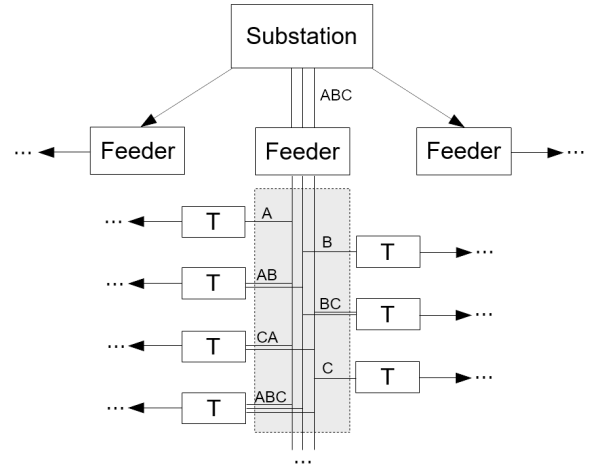 Substation
ABC
... Feeder Feeder Feeder ...
... T A
B T ...
... T AB
BC T ...
... T CA
C T ...
... T ABC
...